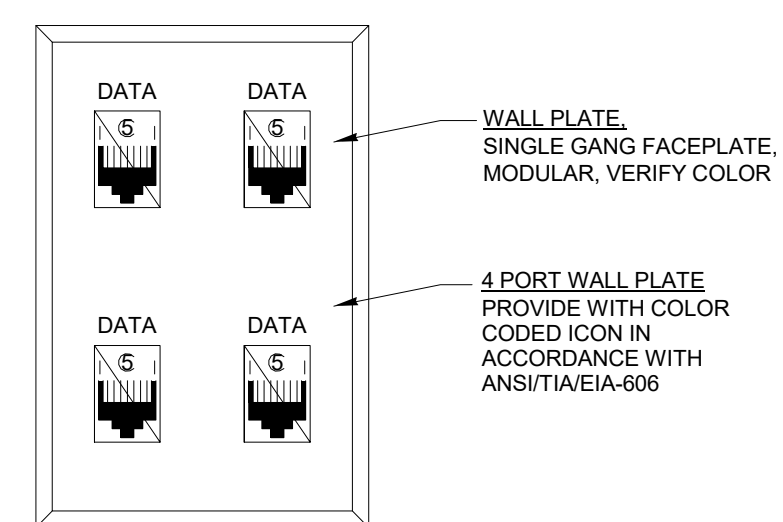 DATA DATA
5 5
WALL PLATE,
SINGLE GANG FACEPLATE,
MODULAR, VERIFY COLOR
4 PORT WALL PLATE
PROVIDE WITH COLOR
CODED ICON IN
ACCORDANCE WITH
ANSI/TIA/EIA-606
DATA DATA
5 5